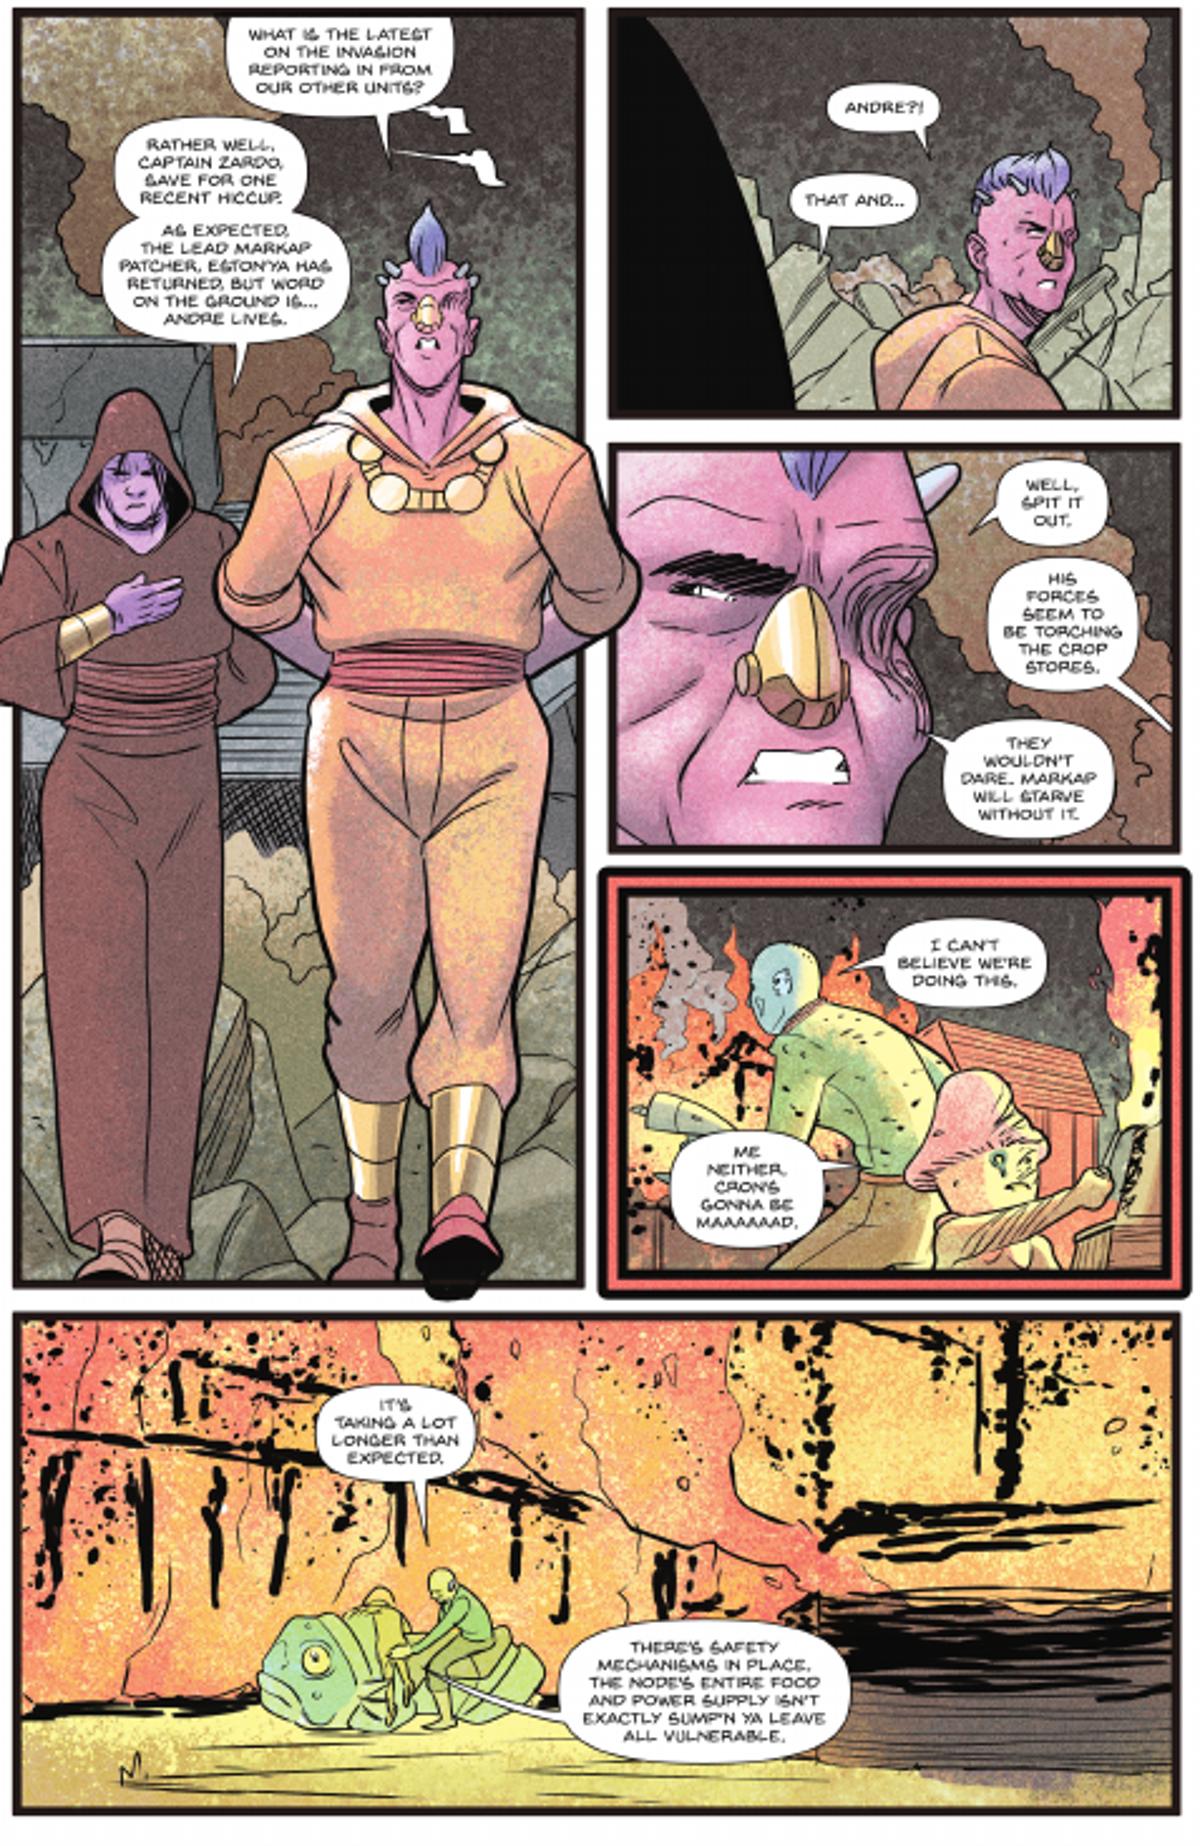 WHAT IS THE LATEST
ON THE INVASION
REPORTING IN FROM
OUR OTHER UNITS?
RATHER WELL,
CAPTAIN ZARDO,
SAVE FOR ONE
RECENT HICCUP.
AS EXPECTED,
THE LEAD MARKAP
PATCHER, ESTON'YA HAS
RETURNED, BUT WORD
ON THE GROUND IS...
ANDRE LIVES.
ANDRE?!
THAT AND...
WELL,
SPIT IT
OUT.
HIS
FORCES
SEEM TO
BE TORCHING
THE CROP
STORES.
THEY
WOULDN'T
DARE. MARKAP
WILL STARVE
WITHOUT IT.
I CAN'T
BELIEVE WE'RE
DOING THIS.
ME
NEITHER.
CRON'S
GONNA BE
MAAAAAAD.
IT'S
TAKING A LOT
LONGER THAN
EXPECTED.
THERE'S SAFETY
MECHANISMS IN PLACE.
THE NODE'S ENTIRE FOOD
AND POWER SUPPLY ISN'T
EXACTLY SUMP'N YA LEAVE
ALL VULNERABLE.